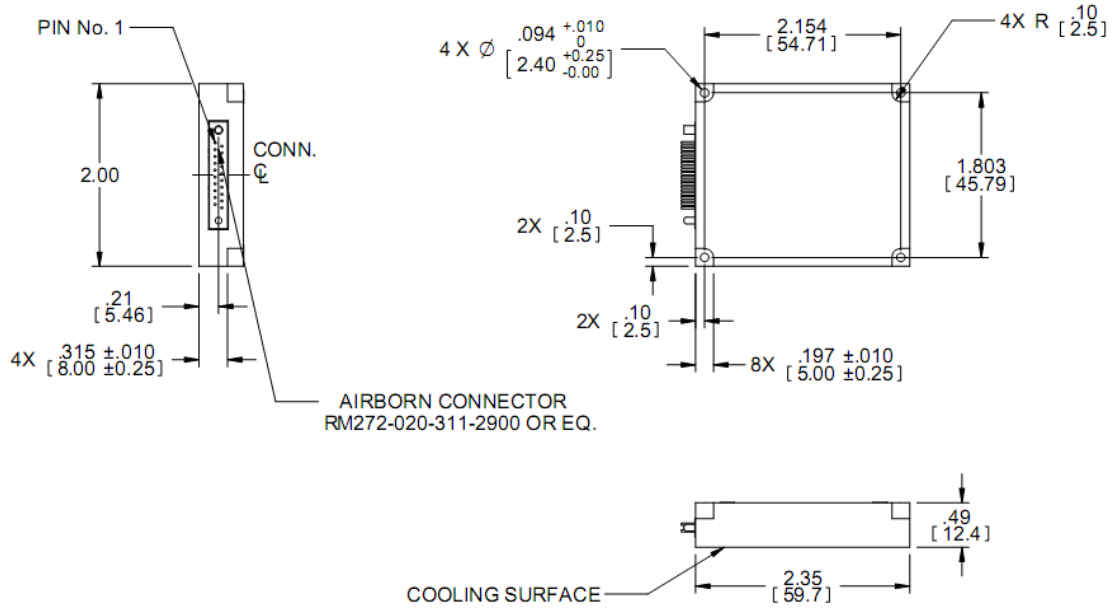 PIN No. 1
2.00
CONN.
℄
.21
[ 5.46 ]
4X .315 ±.010
[ 8.00 ±0.25 ]
AIRBORN CONNECTOR
RM272-020-311-2900 OR EQ.
4 X Ø .094 +.010 0
[ 2.40 +0.25 -0.00 ]
2.154
[ 54.71 ]
4X R .10
[ 2.5 ]
1.803
[ 45.79 ]
2X .10
[ 2.5 ]
2X .10
[ 2.5 ]
8X .197 ±.010
[ 5.00 ±0.25 ]
.49
[ 12.4 ]
COOLING SURFACE
2.35
[ 59.7 ]